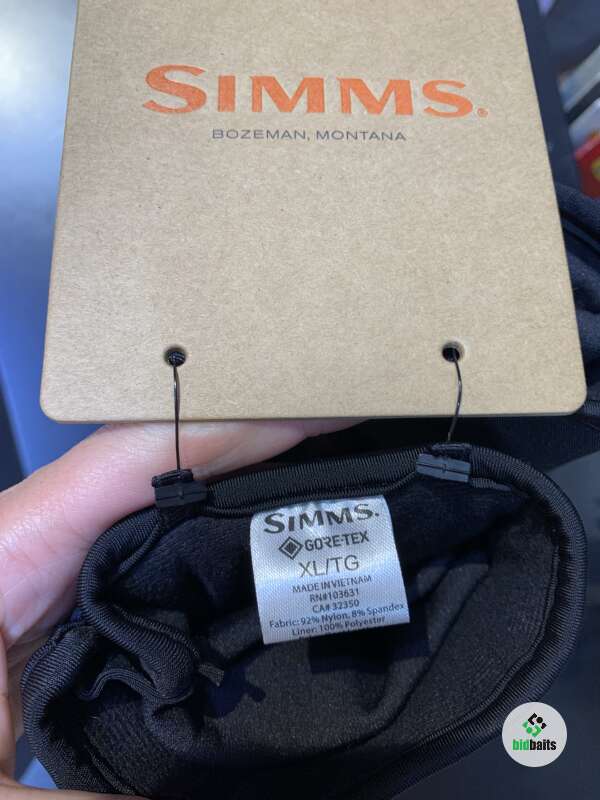 SIMMS®
BOZEMAN, MONTANA
SIMMS.
GORE-TEX
XL/TG
MADE IN VIETNAM
RN#103631
CA# 32350
Fabric: 92% Nylon, 8% Spandex
Liner: 100% Polyester
bidbaits